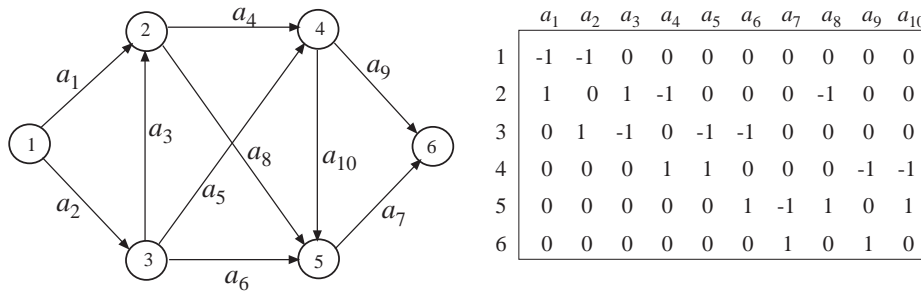 a4
2
4
a1
a9
1
a3
a8
a10
6
a5
a2
a7
3
5
a6
a1 a2 a3 a4 a5 a6 a7 a8 a9 a10
1 -1 -1 0 0 0 0 0 0 0 0
2 1 0 1 -1 0 0 0 -1 0 0
3 0 1 -1 0 -1 -1 0 0 0 0
4 0 0 0 1 1 0 0 0 -1 -1
5 0 0 0 0 0 1 -1 1 0 1
6 0 0 0 0 0 0 1 0 1 0